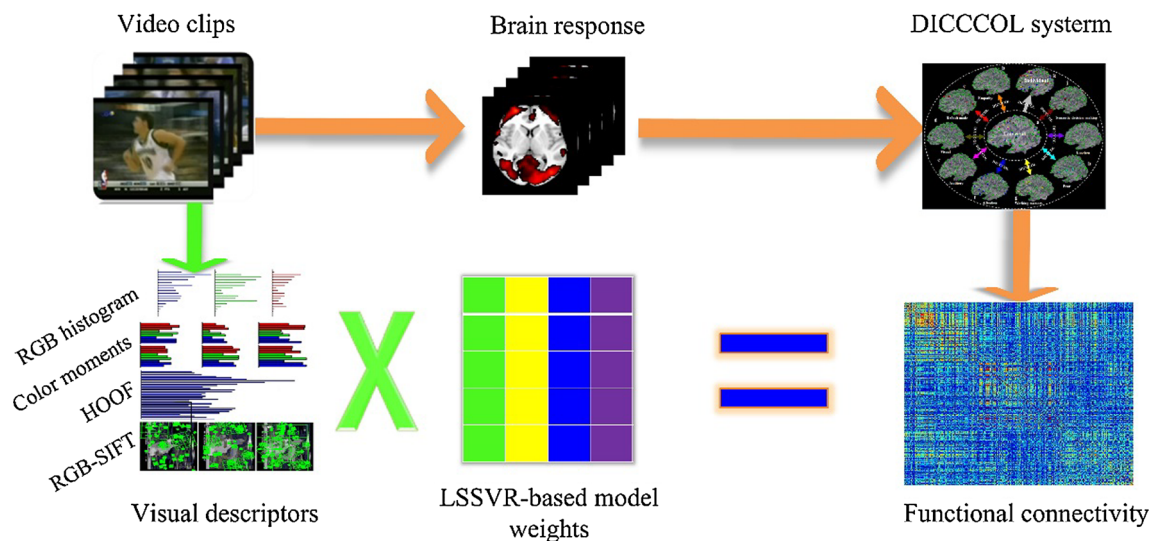 Video clips
Brain response
DICCCOL systerm
RGB histogram
Color moments
HOOF
RGB-SIFT
Visual descriptors
LSSVR-based model
weights
Functional connectivity